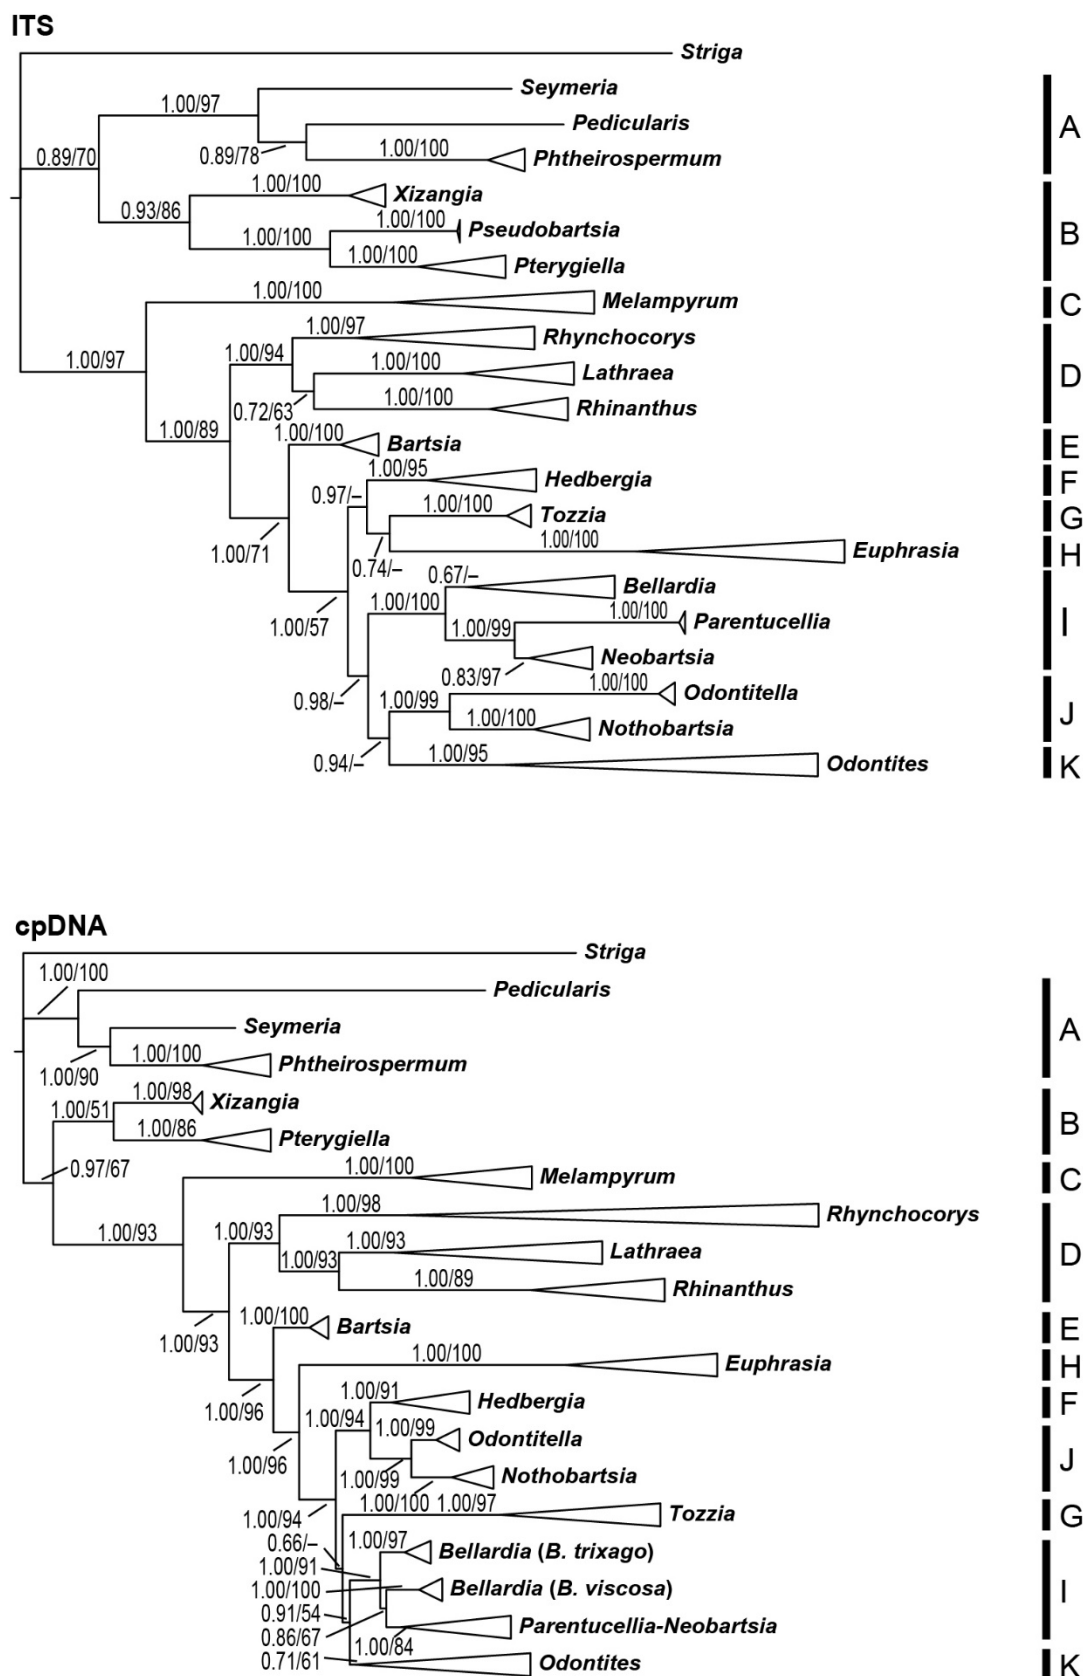 ITS
Striga
Seymeria
1.00/97
A
Pedicularis
0.89/70
0.89/78
1.00/100
Phtheirospermum
1.00/100
Xizangia
0.93/86
1.00/100
Pseudobartsia
B
1.00/100
1.00/100
Pterygiella
1.00/100
Melampyrum
C
1.00/97
Rhynchocorys
1.00/97
1.00/94
1.00/100
Lathraea
D
0.72/63
1.00/100
Rhinanthus
1.00/89
1.00/100
Bartsia
E
1.00/95
Hedbergia
F
0.97/–
1.00/100
Tozzia
G
1.00/71
1.00/100
Euphrasia
H
0.74/–
0.67/–
Bellardia
1.00/100
1.00/100
Parentucellia
I
1.00/57
1.00/99
Neobartsia
0.83/97
1.00/100
Odontitella
0.98/–
1.00/99
1.00/100
Nothobartsia
J
0.94/–
1.00/95
Odontites
K
cpDNA
Striga
1.00/100
Pedicularis
Seymeria
A
1.00/100
Phtheirospermum
1.00/90
1.00/98
Xizangia
1.00/51
B
1.00/86
Pterygiella
0.97/67
1.00/100
Melampyrum
C
1.00/98
Rhynchocorys
1.00/93
1.00/93
1.00/93
Lathraea
D
1.00/93
1.00/89
Rhinanthus
1.00/100
Bartsia
E
1.00/93
1.00/100
Euphrasia
H
1.00/91
Hedbergia
F
1.00/96
1.00/94
1.00/99
Odontitella
J
1.00/96
1.00/99
Nothobartsia
1.00/100
1.00/97
Tozzia
G
1.00/94
0.66/–
1.00/97
Bellardia (B. trixago)
1.00/91
1.00/100
Bellardia (B. viscosa)
I
0.91/54
Parentucellia-Neobartsia
0.86/67
1.00/84
0.71/61
Odontites
K